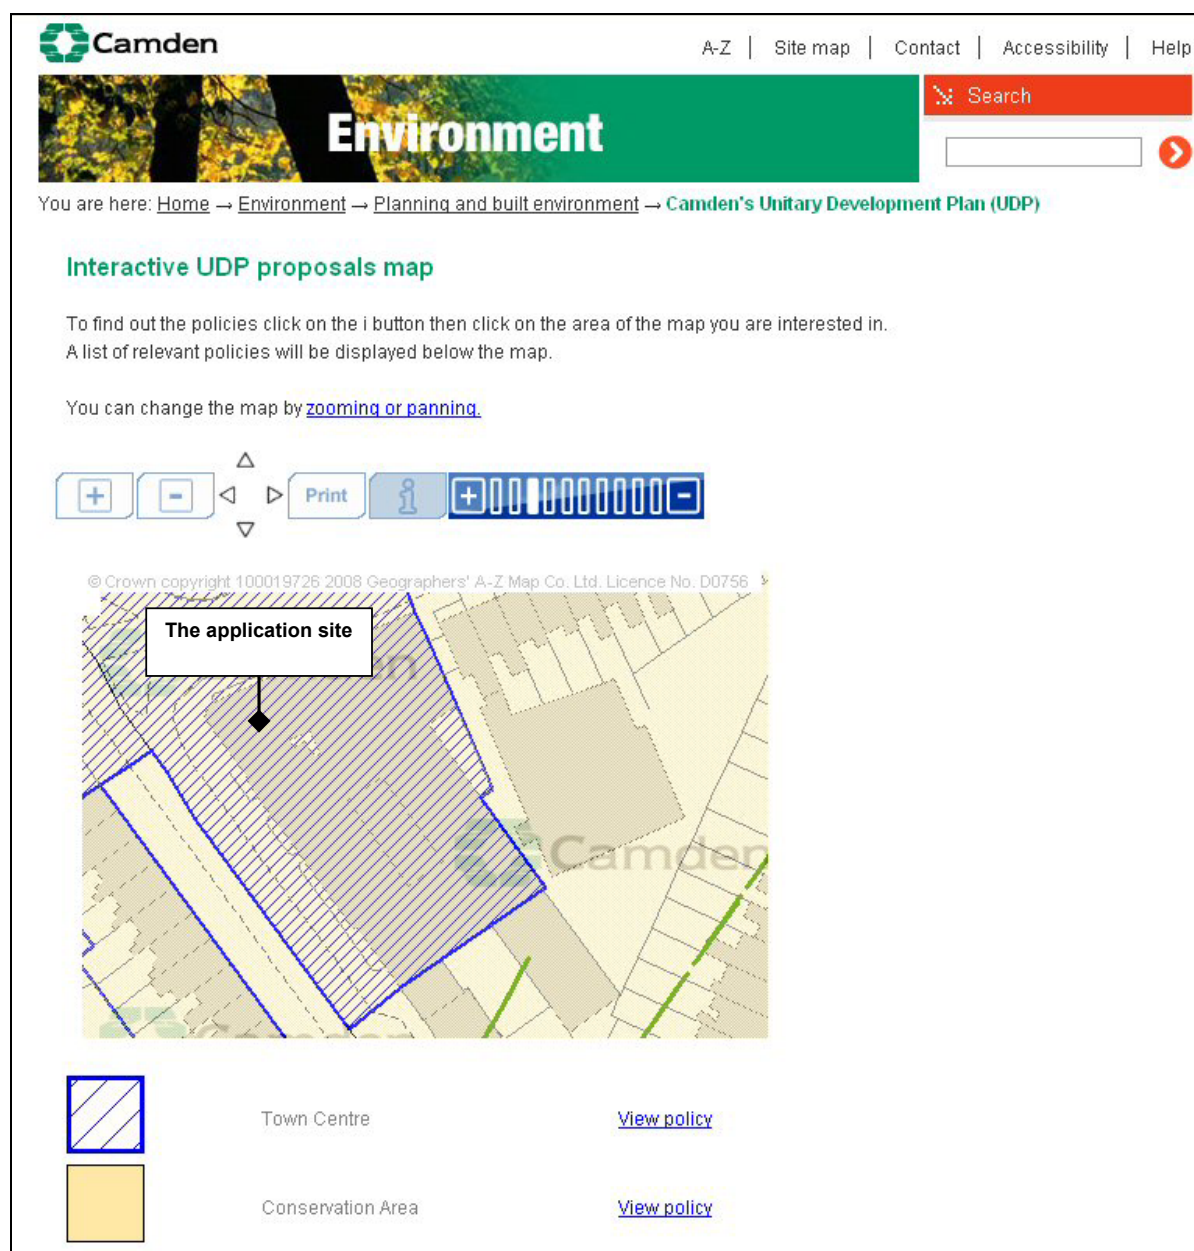 Camden
A-Z | Site map | Contact | Accessibility | Help
Environment
Search
You are here: Home → Environment → Planning and built environment → Camden's Unitary Development Plan (UDP)
Interactive UDP proposals map
To find out the policies click on the i button then click on the area of the map you are interested in.
A list of relevant policies will be displayed below the map.
You can change the map by zooming or panning.
Print i
© Crown copyright 100019726 2008 Geographers' A-Z Map Co. Ltd. Licence No. D0756
The application site
Camden
Camden
Town Centre View policy
Conservation Area View policy